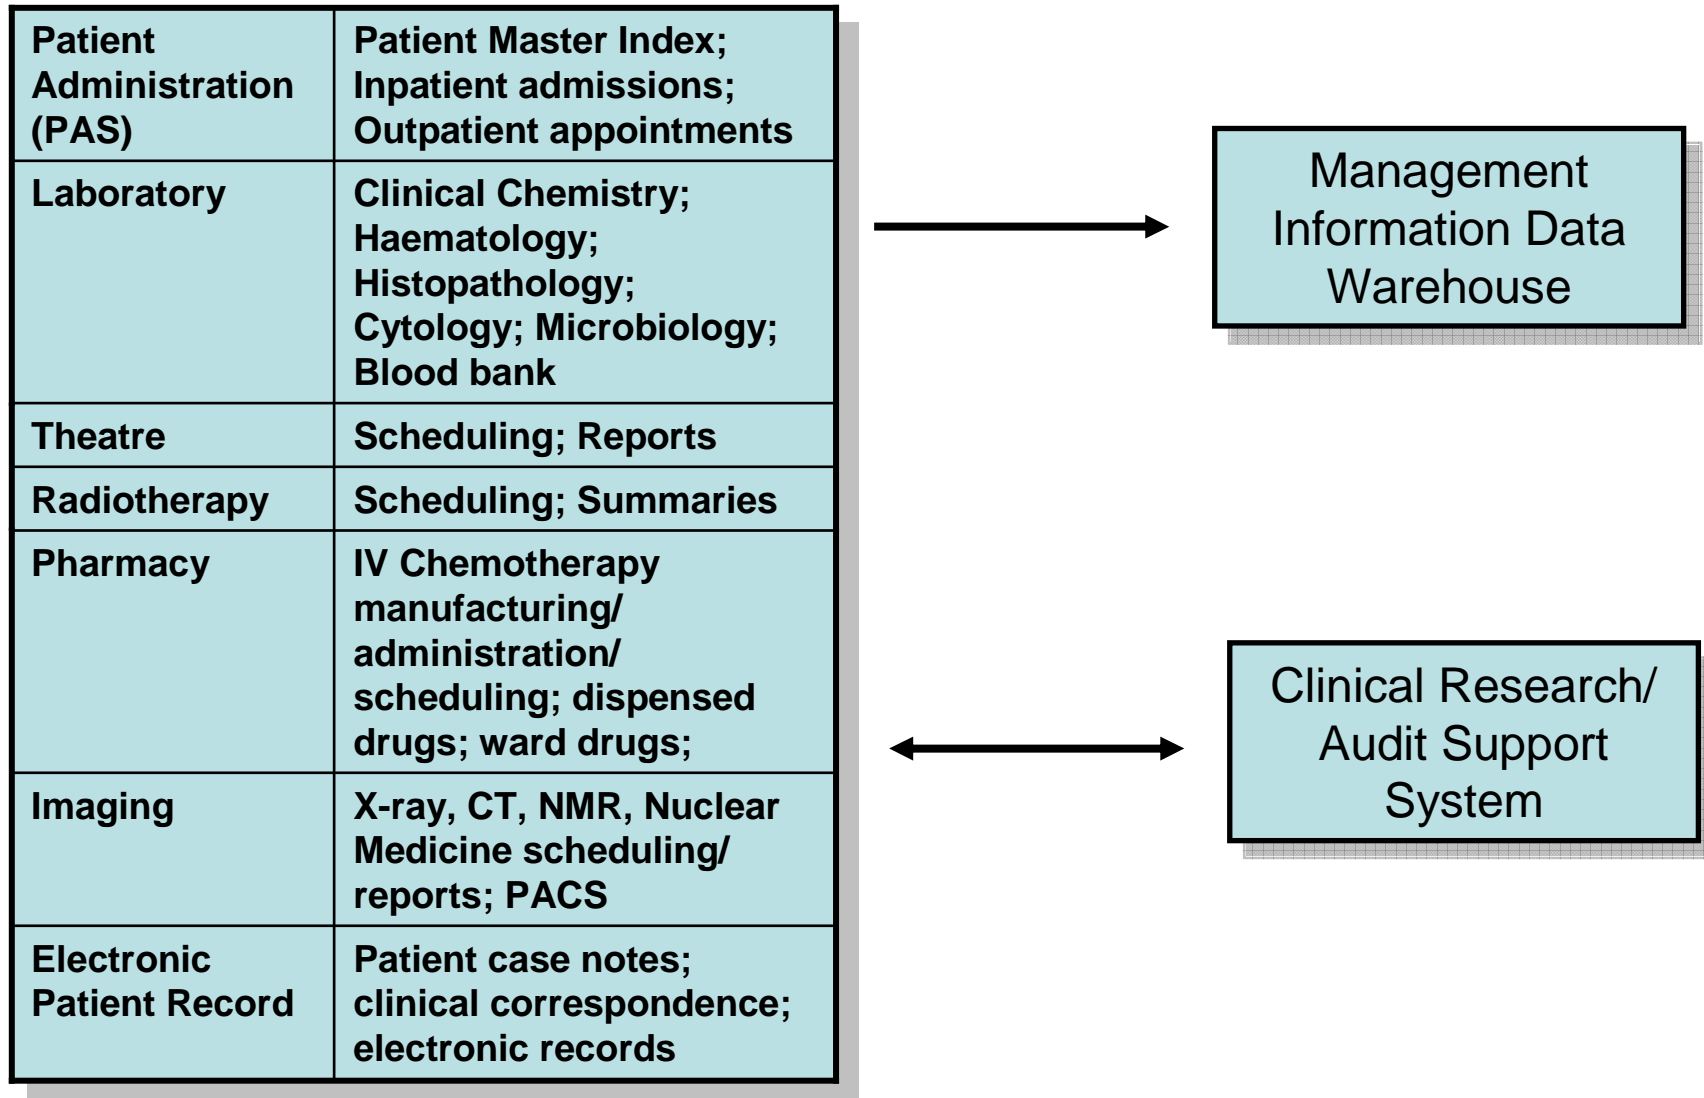 Patient
Administration
(PAS)
Patient Master Index;
Inpatient admissions;
Outpatient appointments
Laboratory
Clinical Chemistry;
Haematology;
Histopathology;
Cytology; Microbiology;
Blood bank
Theatre
Scheduling; Reports
Radiotherapy
Scheduling; Summaries
Pharmacy
IV Chemotherapy
manufacturing/
administration/
scheduling; dispensed
drugs; ward drugs;
Imaging
X-ray, CT, NMR, Nuclear
Medicine scheduling/
reports; PACS
Electronic
Patient Record
Patient case notes;
clinical correspondence;
electronic records
Management
Information Data
Warehouse
Clinical Research/
Audit Support
System